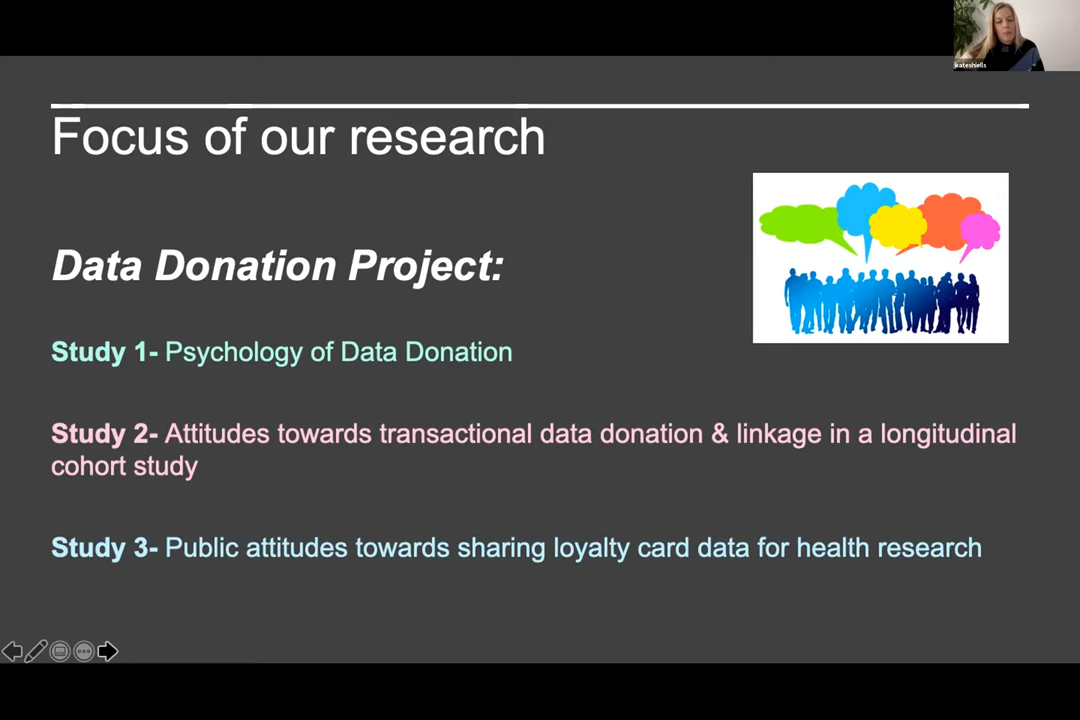 kateshiells
Focus of our research
Data Donation Project:
Study 1- Psychology of Data Donation
Study 2- Attitudes towards transactional data donation & linkage in a longitudinal
cohort study
Study 3- Public attitudes towards sharing loyalty card data for health research